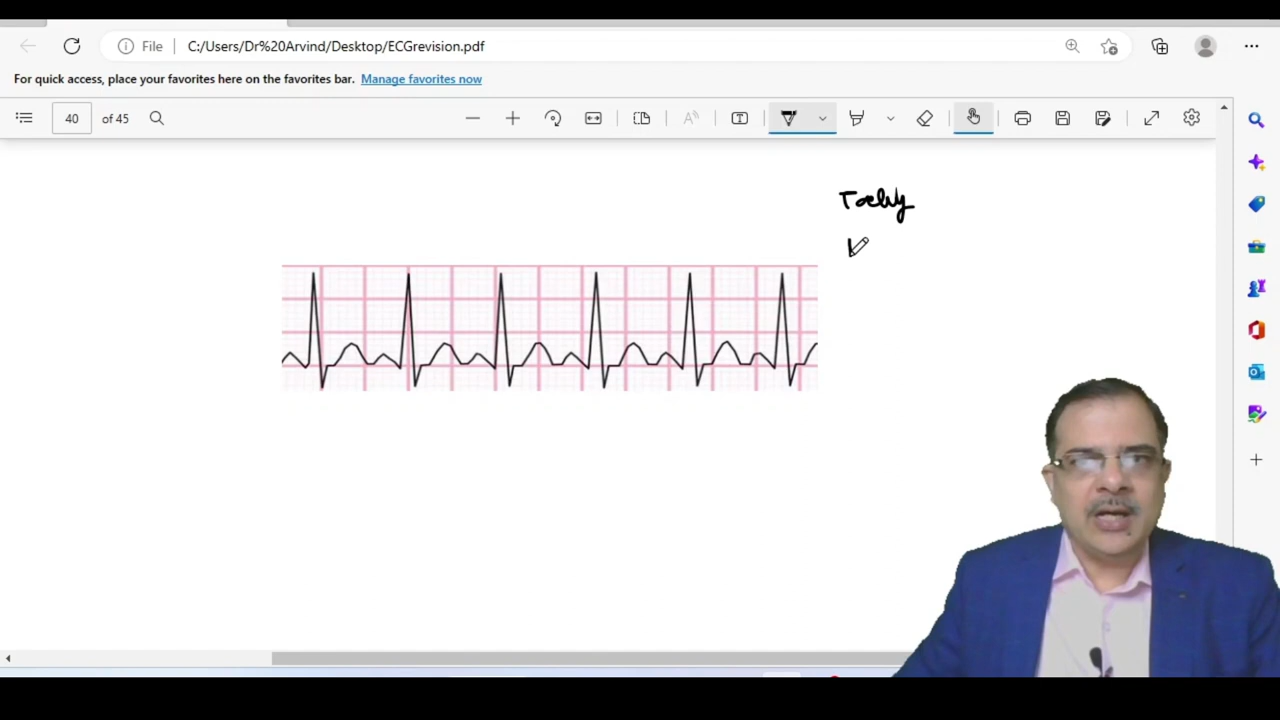 File C:/Users/Dr%20Arvind/Desktop/ECGrevision.pdf
For quick access, place your favorites here on the favorites bar. Manage favorites now
40 of 45
Tachy